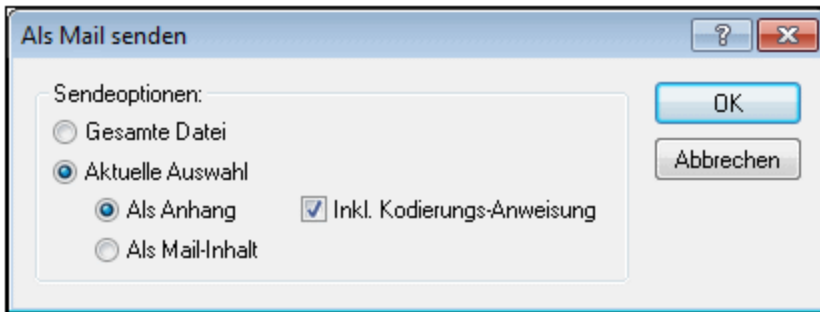 Als Mail senden
Sendeoptionen:
Gesamte Datei
Aktuelle Auswahl
Als Anhang
Inkl. Kodierungs-Anweisung
Als Mail-Inhalt
OK
Abbrechen